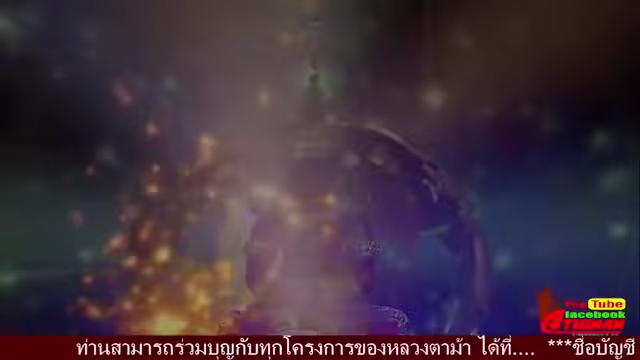 You Tube
facebook
ท่านสามารถร่วมบุญกับทุกโครงการของหลวงตาม้า ได้ที่....   ***ชื่อบัญชี